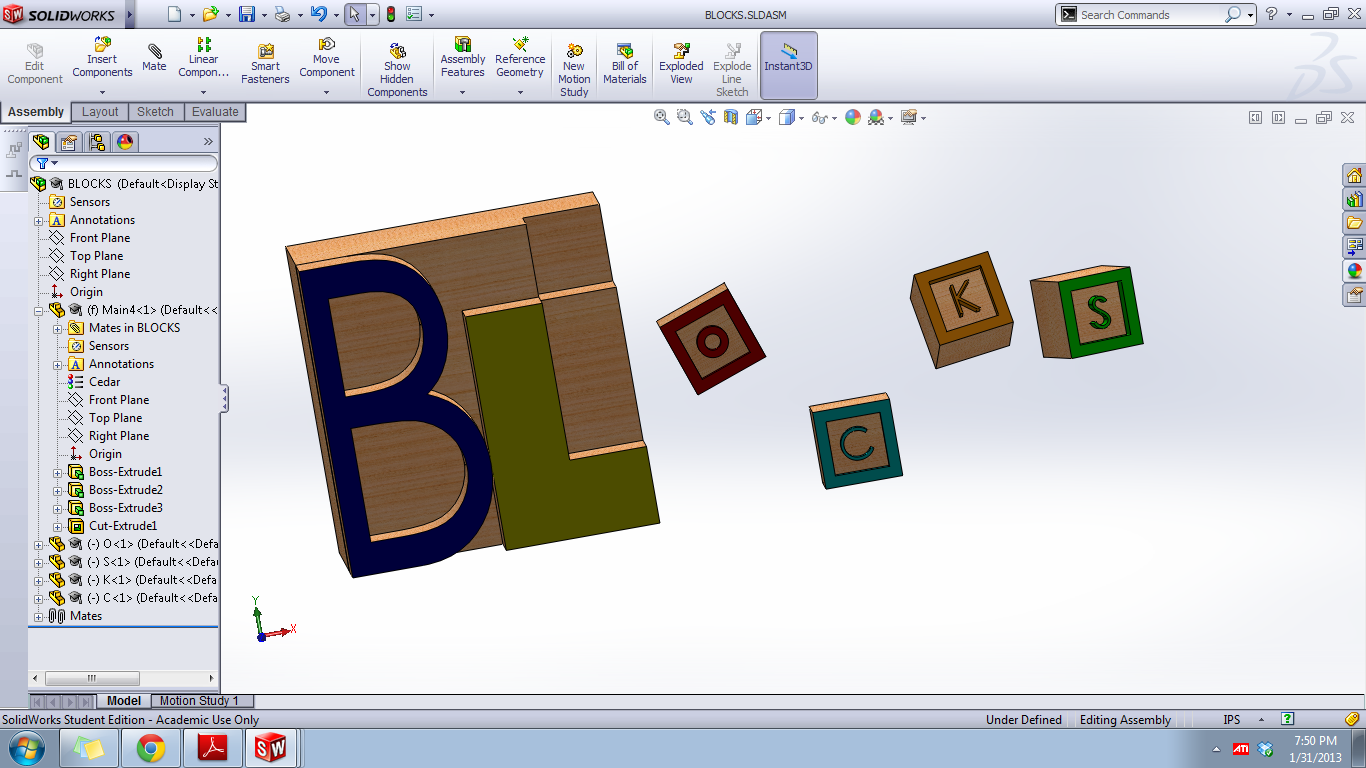 SOLIDWORKS
BLOCKS.SLDASM
Search Commands
Edit
Component
Insert
Components
Mate
Linear
Compon...
Smart
Fasteners
Move
Component
Show
Hidden
Components
Assembly
Features
Reference
Geometry
New
Motion
Study
Bill of
Materials
Exploded
View
Explode
Line
Sketch
Instant3D
Assembly Layout Sketch Evaluate
BLOCKS (Default<Display St
Sensors
Annotations
Front Plane
Top Plane
Right Plane
Origin
(f) Main4<1> (Default<<
Mates in BLOCKS
Sensors
Annotations
Cedar
Front Plane
Top Plane
Right Plane
Origin
Boss-Extrude1
Boss-Extrude2
Boss-Extrude3
Cut-Extrude1
(-) O<1> (Default<<Defa
(-) S<1> (Default<<Defa
(-) K<1> (Default<<Defa
(-) C<1> (Default<<Defa
Mates
B L O C K S
Y
X
Model Motion Study 1
SolidWorks Student Edition - Academic Use Only
Under Defined Editing Assembly IPS
SW
ATI
7:50 PM
1/31/2013